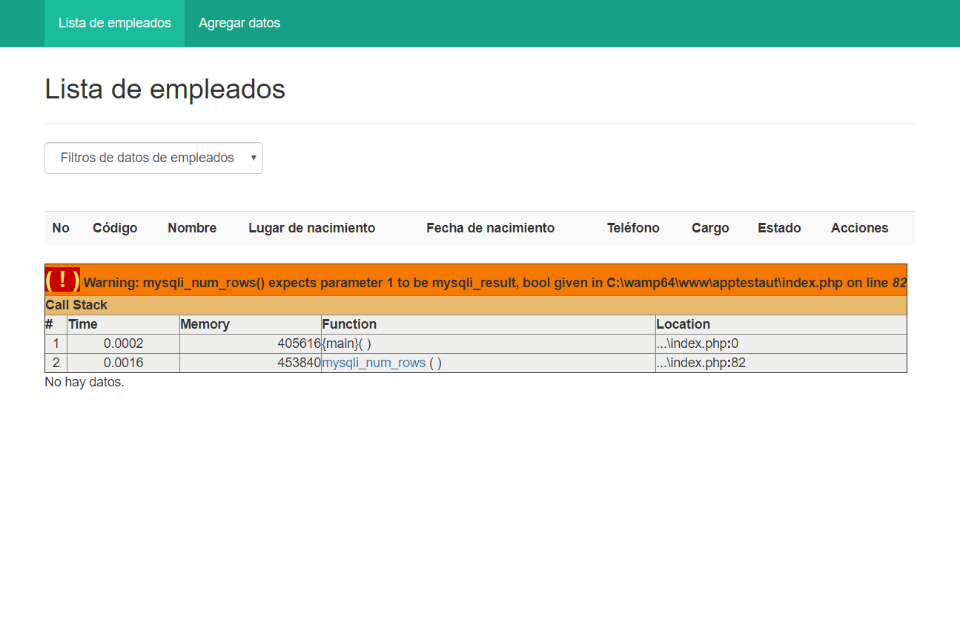 Lista de empleados Agregar datos
Lista de empleados
Filtros de datos de empleados
No Código Nombre Lugar de nacimiento Fecha de nacimiento Teléfono Cargo Estado Acciones
( ! ) Warning: mysqli_num_rows() expects parameter 1 to be mysqli_result, bool given in C:\wamp64\www\apptestaut\index.php on line 82
Call Stack
# Time Memory Function Location
1 0.0002 405616 {main}( ) ...\index.php:0
2 0.0016 453840 mysqli_num_rows ( ) ...\index.php:82
No hay datos.